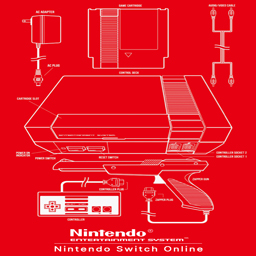 AC ADAPTER
GAME CARTRIDGE
AUDIO/VIDEO CABLE
AC PLUG
CONTROL DECK
CARTRIDGE SLOT
POWER SWITCH
RESET SWITCH
CONTROLLER SOCKET 2
CONTROLLER SOCKET 1
CONTROLLER PLUG
ZAPPER GUN
ZAPPER PLUG
CONTROLLER
Nintendo
ENTERTAINMENT SYSTEM™
Nintendo Switch Online